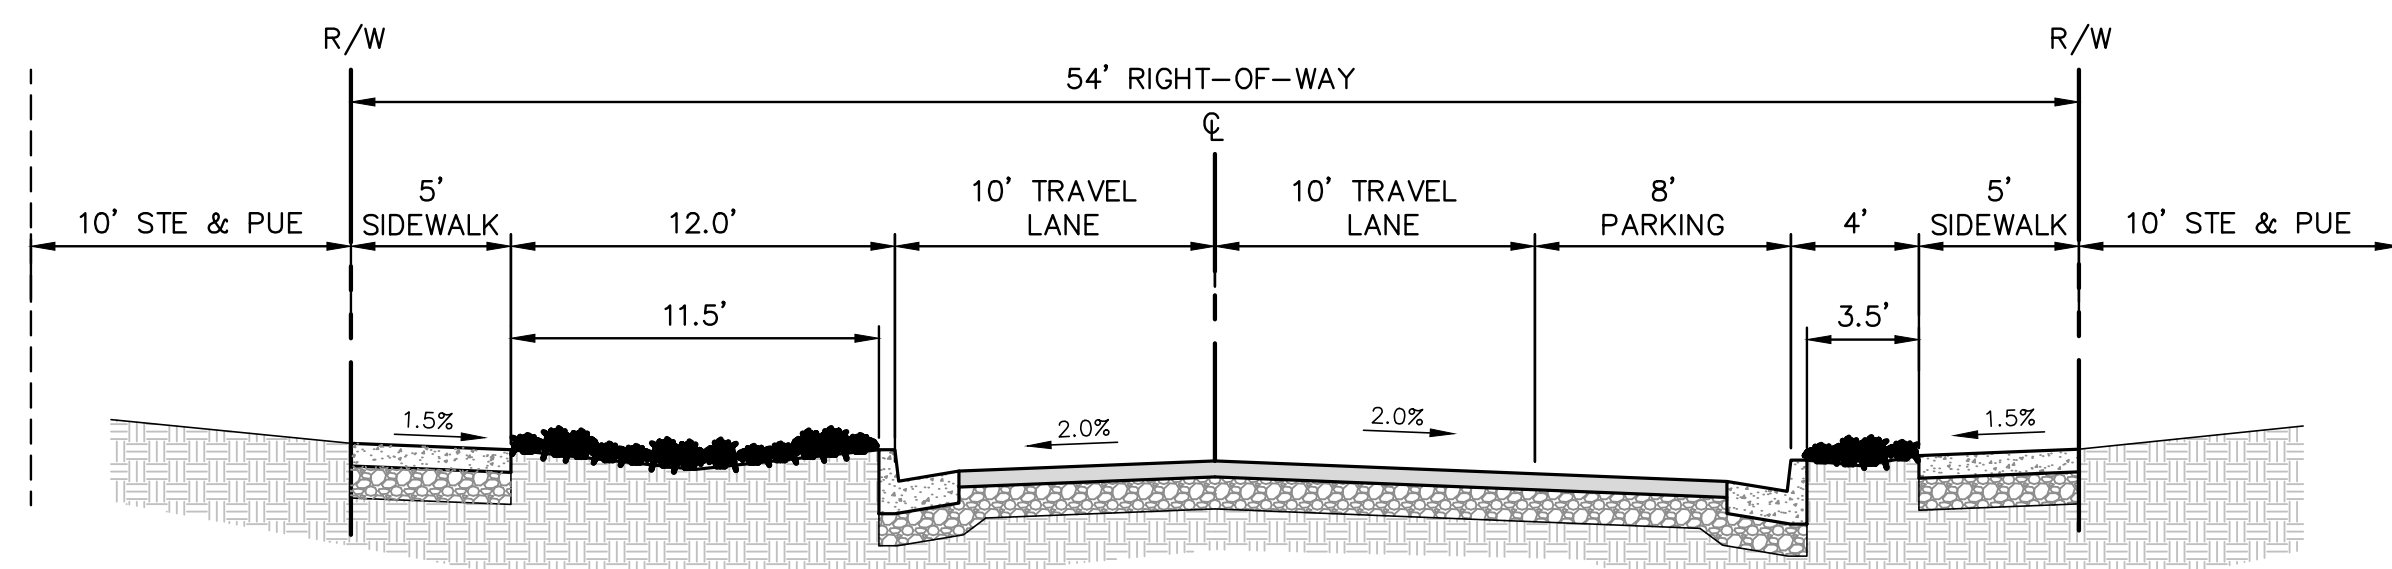 R/W
R/W
54' RIGHT-OF-WAY
℄
10' STE & PUE
5'
SIDEWALK
12.0'
10' TRAVEL
LANE
10' TRAVEL
LANE
8'
PARKING
4'
5'
SIDEWALK
10' STE & PUE
11.5'
3.5'
1.5%
2.0%
2.0%
1.5%